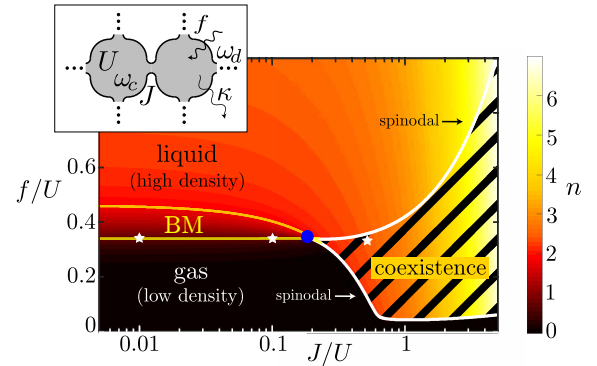 f
U
ω_d
ω_c
J
κ
spinodal
6
5
4
3
2
1
0
n
0.6
0.4
0.2
0
f/U
liquid
(high density)
BM
gas
(low density)
spinodal
coexistence
0.01
0.1
1
J/U